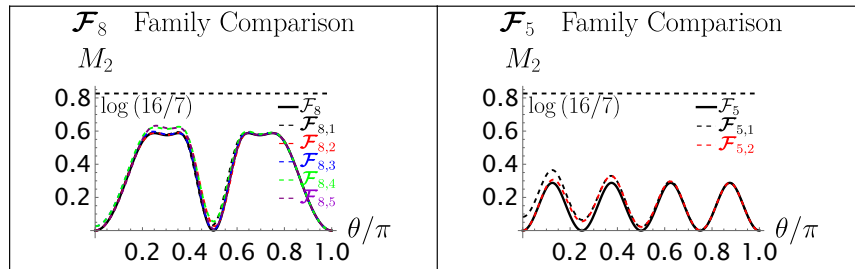 𝓕8 Family Comparison
M2
0.8
log (16/7)
0.6
0.4
0.2
F8
𝓕8,1
𝓕8,2
𝓕8,3
𝓕8,4
𝓕8,5
θ/π
0.2 0.4 0.6 0.8 1.0
𝓕5 Family Comparison
M2
0.8
log (16/7)
0.6
0.4
0.2
F5
𝓕5,1
𝓕5,2
θ/π
0.2 0.4 0.6 0.8 1.0